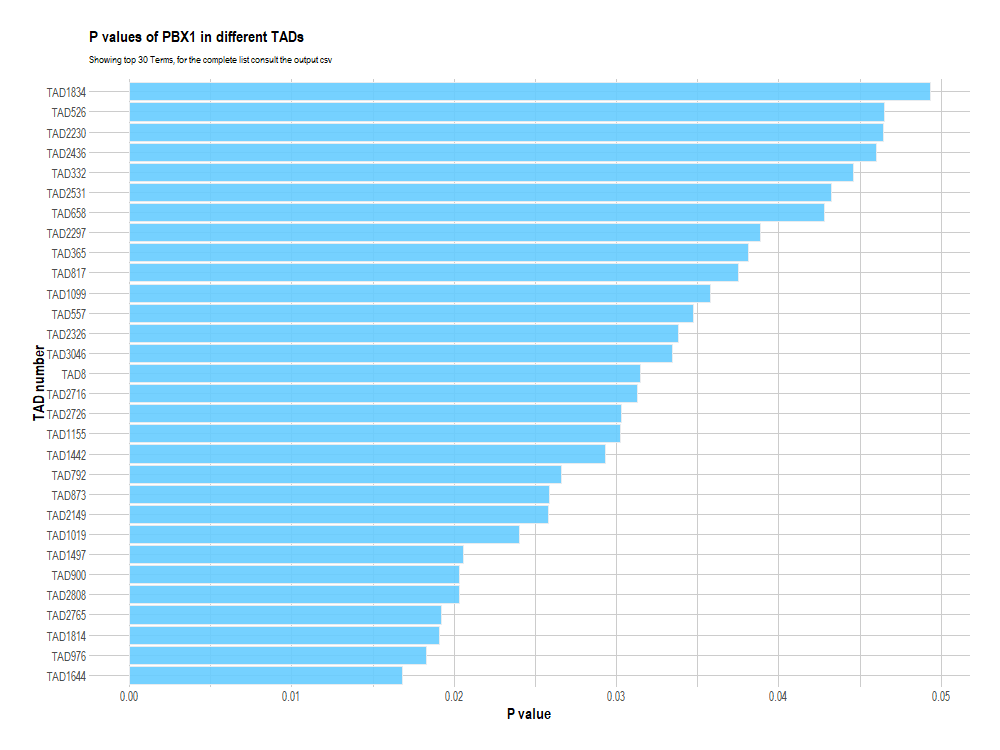 P values of PBX1 in different TADs
Showing top 30 Terms, for the complete list consult the output csv
TAD1834
TAD526
TAD2230
TAD2436
TAD332
TAD2531
TAD658
TAD2297
TAD365
TAD817
TAD1099
TAD557
TAD2326
TAD3046
TAD8
TAD2716
TAD2726
TAD1155
TAD1442
TAD792
TAD873
TAD2149
TAD1019
TAD1497
TAD900
TAD2808
TAD2765
TAD1814
TAD976
TAD1644
TAD number
0.00 0.01 0.02 0.03 0.04 0.05
P value